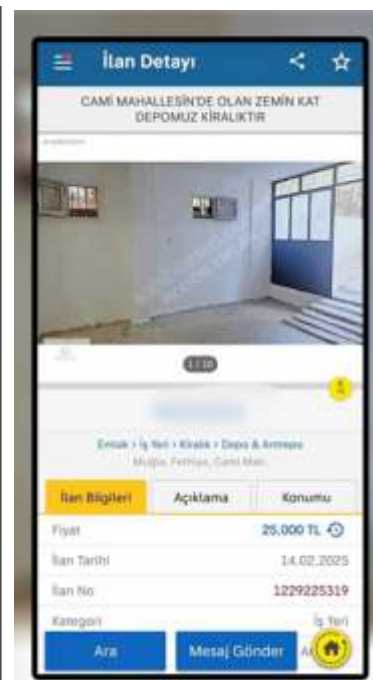 İlan Detayı
CAMİ MAHALLESİN'DE OLAN ZEMİN KAT
DEPOMUZ KİRALIKTIR
1 / 10
Emlak > İş Yeri > Kiralık > Depo & Antrepo
Muğla, Fethiye, Cami Mah.
İlan Bilgileri
Açıklama
Konumu
Fiyat
25.000 TL
İlan Tarihi
14.02.2025
İlan No
1229225319
Kategori
İş Yeri
Ara
Mesaj Gönder